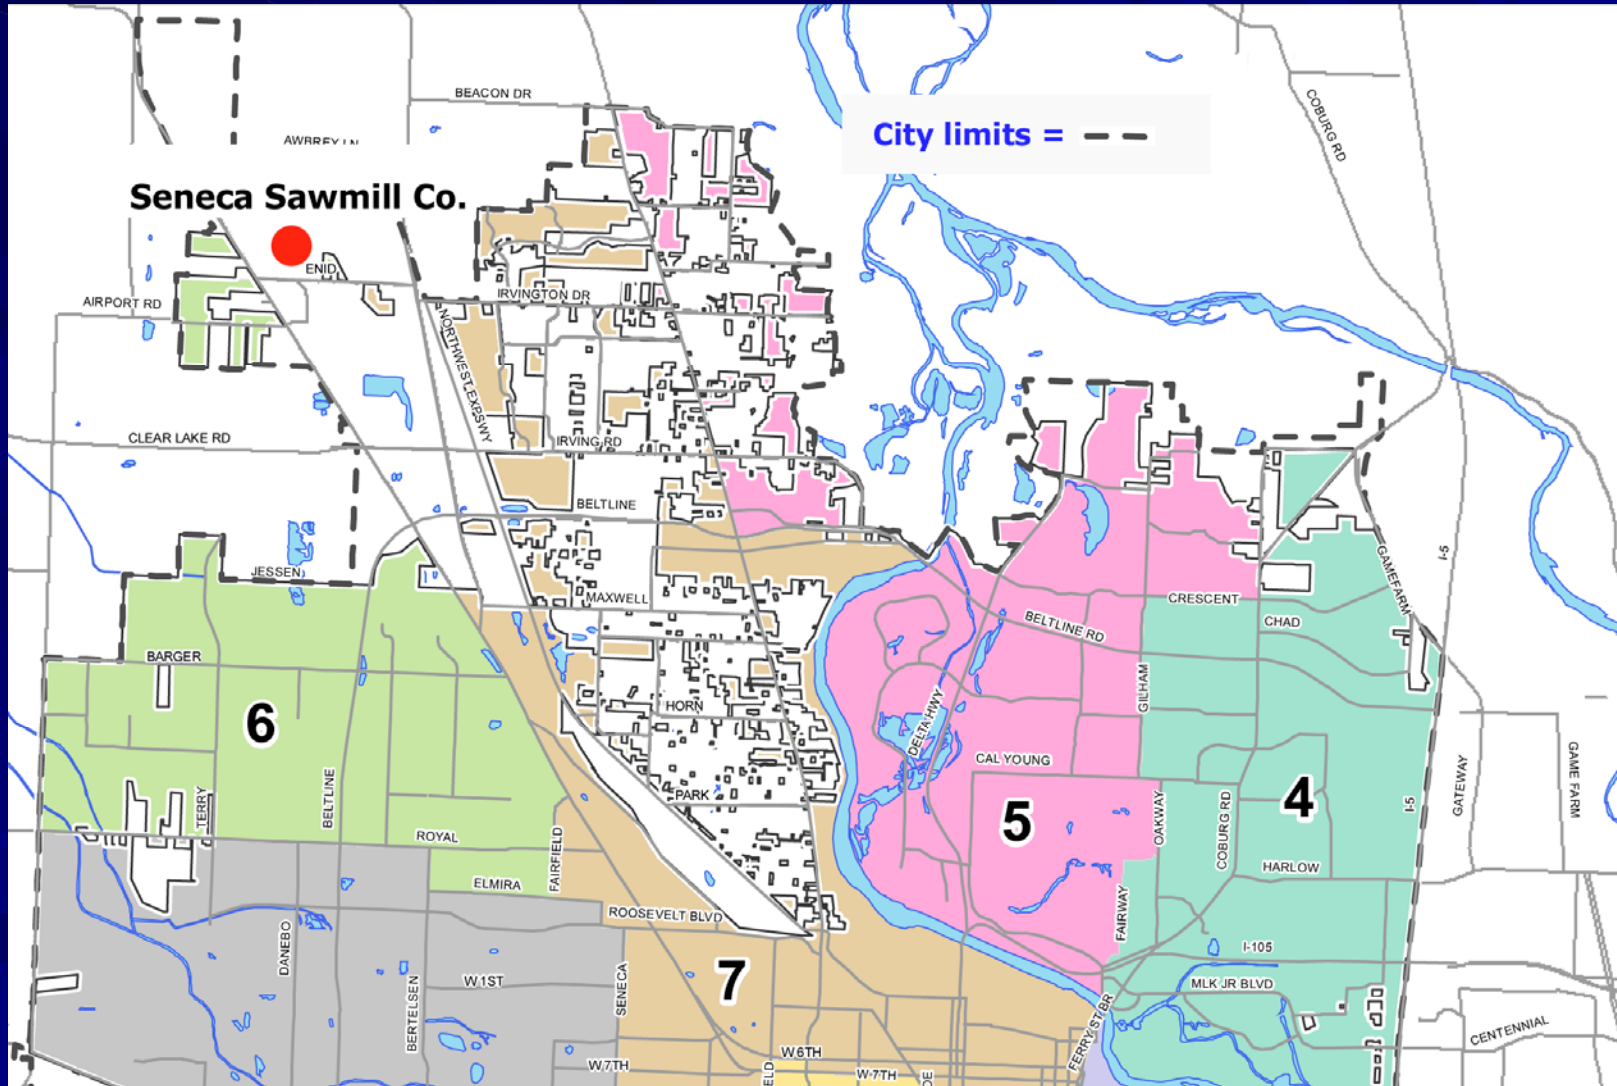 BEACON DR
COBURG RD
City limits =
AWBREY LN
Seneca Sawmill Co.
ENID
AIRPORT RD
IRVINGTON DR
NORTHWEST EXPSWY
CLEAR LAKE RD
IRVING RD
BELTLINE
I-5
GAMEFARM
JESSEN
MAXWELL
CRESCENT
BELTLINE RD
CHAD
BARGER
GILHAM
6
HORN
DELTA HWY
CAL YOUNG
GATEWAY
GAME FARM
TERRY
BELTLINE
PARK
5
OAKWAY
COBURG RD
4
I-5
ROYAL
FAIRFIELD
HARLOW
ELMIRA
ROOSEVELT BLVD
FAIRWAY
DANEBO
I-105
BERTELSEN
W 1ST
SENECA
7
MLK JR BLVD
FERRY ST BR
CENTENNIAL
W 6TH
W 7TH
W 7TH